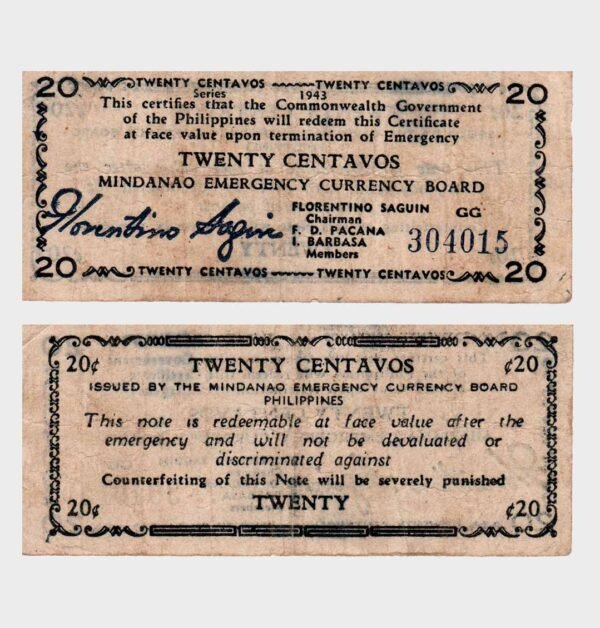 20 TWENTY CENTAVOS TWENTY CENTAVOS 20
Series 1943
This certifies that the Commonwealth Government
of the Philippines will redeem this Certificate
at face value upon termination of Emergency
TWENTY CENTAVOS
MINDANAO EMERGENCY CURRENCY BOARD
Florentino Saguin
FLORENTINO SAGUIN GG
Chairman
F. D. PACANA
I. BARBASA 304015
Members
20 TWENTY CENTAVOS TWENTY CENTAVOS 20
20¢ TWENTY CENTAVOS ¢20
ISSUED BY THE MINDANAO EMERGENCY CURRENCY BOARD
PHILIPPINES
This note is redeemable at face value after the
emergency and will not be devaluated or
discriminated against
Counterfeiting of this Note will be severely punished
20¢ TWENTY ¢20